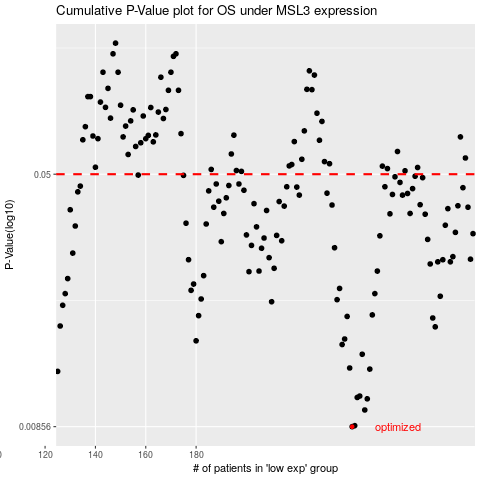 Cumulative P-Value plot for OS under MSL3 expression
P-Value(log10)
0.05
0.00856
optimized
0 120 140 160 180
# of patients in 'low exp' group